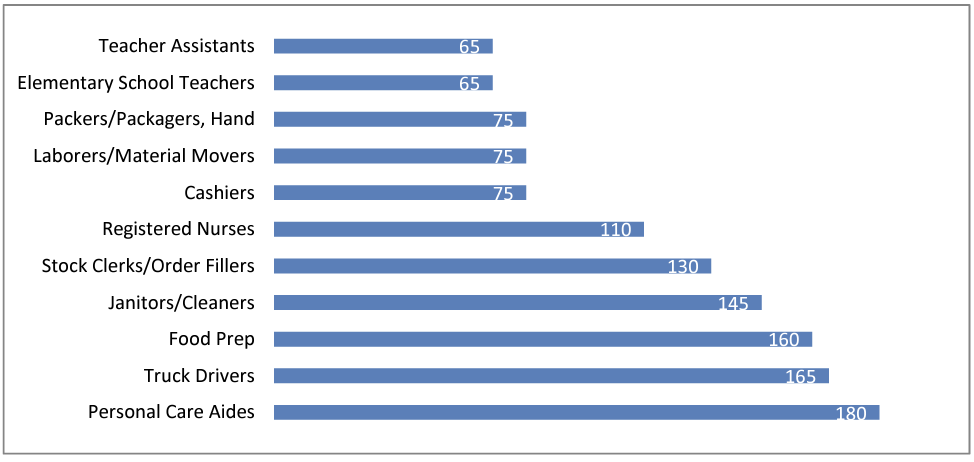 Teacher Assistants 65
Elementary School Teachers 65
Packers/Packagers, Hand 75
Laborers/Material Movers 75
Cashiers 75
Registered Nurses 110
Stock Clerks/Order Fillers 130
Janitors/Cleaners 145
Food Prep 160
Truck Drivers 165
Personal Care Aides 180